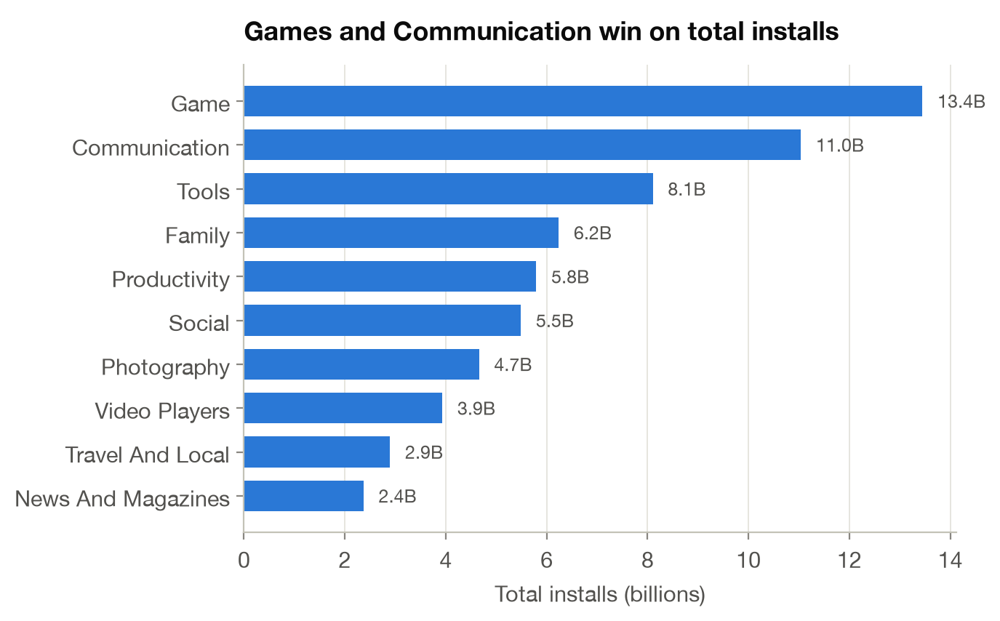 Games and Communication win on total installs
Game 13.4B
Communication 11.0B
Tools 8.1B
Family 6.2B
Productivity 5.8B
Social 5.5B
Photography 4.7B
Video Players 3.9B
Travel And Local 2.9B
News And Magazines 2.4B
0 2 4 6 8 10 12 14
Total installs (billions)